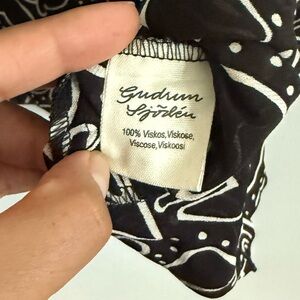 Gudrun
Sjödén
100% Viskos, Viskose,
Viscose, Viskoosi